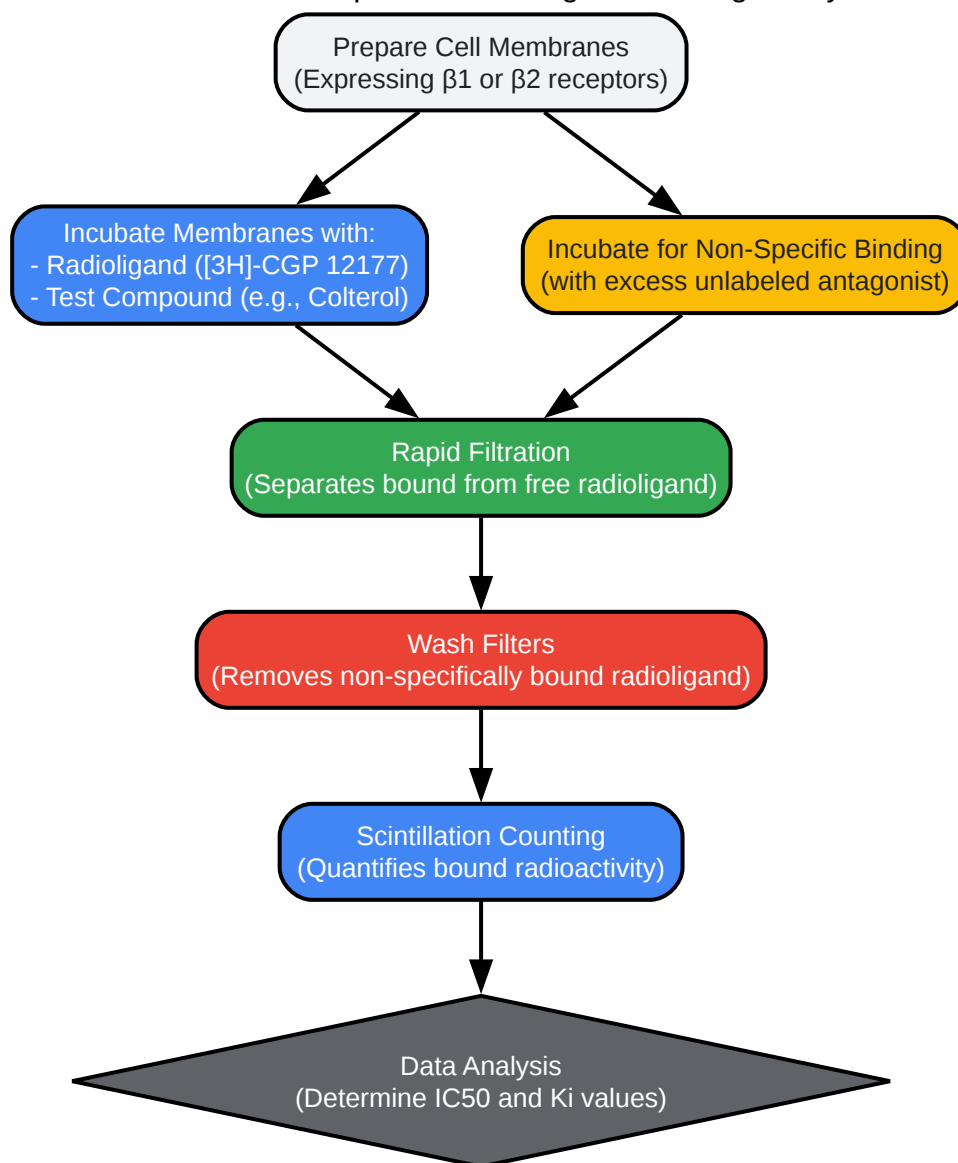 Prepare Cell Membranes
(Expressing β1 or β2 receptors)
Incubate Membranes with:
- Radioligand ([3H]-CGP 12177)
- Test Compound (e.g., Colterol)
Incubate for Non-Specific Binding
(with excess unlabeled antagonist)
Rapid Filtration
(Separates bound from free radioligand)
Wash Filters
(Removes non-specifically bound radioligand)
Scintillation Counting
(Quantifies bound radioactivity)
Data Analysis
(Determine IC50 and Ki values)